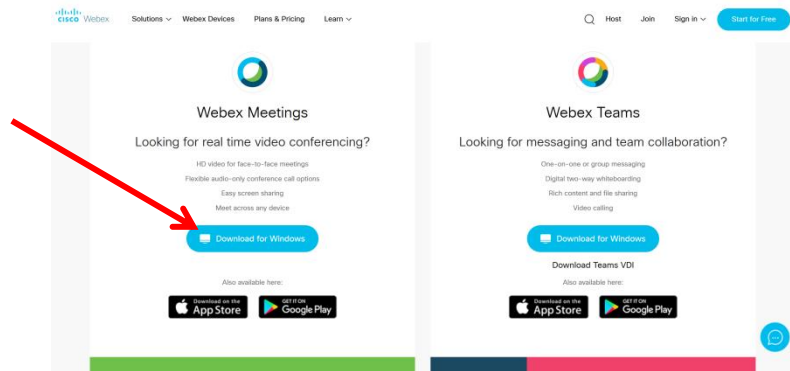 CISCO Webex Solutions Webex Devices Plans & Pricing Learn Host Join Sign in Start for Free
Webex Meetings
Looking for real time video conferencing?
HD video for face-to-face meetings
Flexible audio-only conference call options
Easy screen sharing
Meet across any device
Download for Windows
Also available here:
Download on the
App Store
GET IT ON
Google Play
Webex Teams
Looking for messaging and team collaboration?
One-on-one or group messaging
Digital two-way whiteboarding
Rich content and file sharing
Video calling
Download for Windows
Download Teams VDI
Also available here:
Download on the
App Store
GET IT ON
Google Play